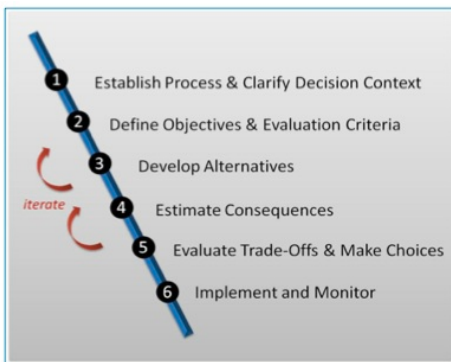 1 Establish Process & Clarify Decision Context
2 Define Objectives & Evaluation Criteria
3 Develop Alternatives
iterate
4 Estimate Consequences
5 Evaluate Trade-Offs & Make Choices
6 Implement and Monitor